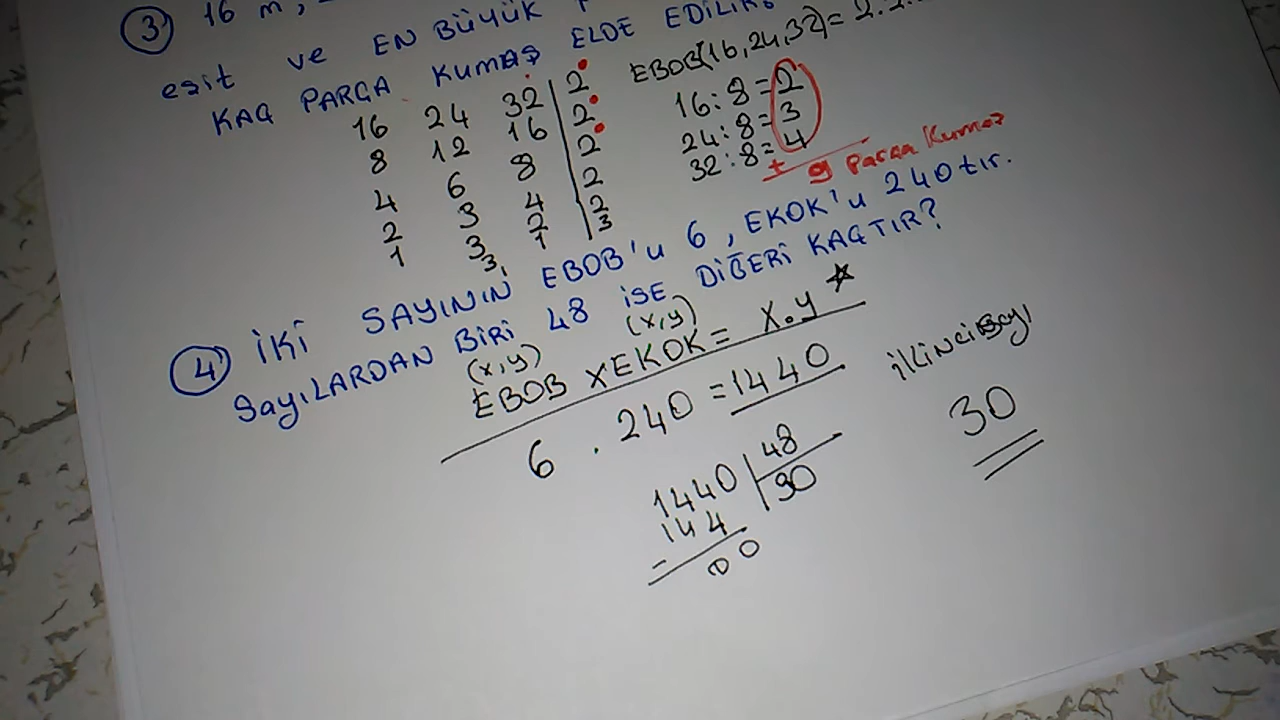 3 16 m,
eşit ve EN BÜYÜK
KAÇ PARÇA KUMAŞ ELDE EDİLİR.
16 24 32 | 2
8 12 16 | 2
4 6 8 | 2
2 3 4 | 2
1 3 2 | 2
3 1 | 3
1
EBOB(16,24,32)= 2.2.
16:8=2
24:8=3
32:8=4
+ 9 Parça Kumaş
4 İKİ SAYININ EBOB'u 6, EKOK'u 240 tır.
SayıLARDAN BİRİ 48 İSE DİĞERİ KAÇTIR?
(x,y) (x,y)
EBOB x EKOK = x.y
6 . 240 = 1440
1440 | 48
144 | 30
00
ikinci sayı
30